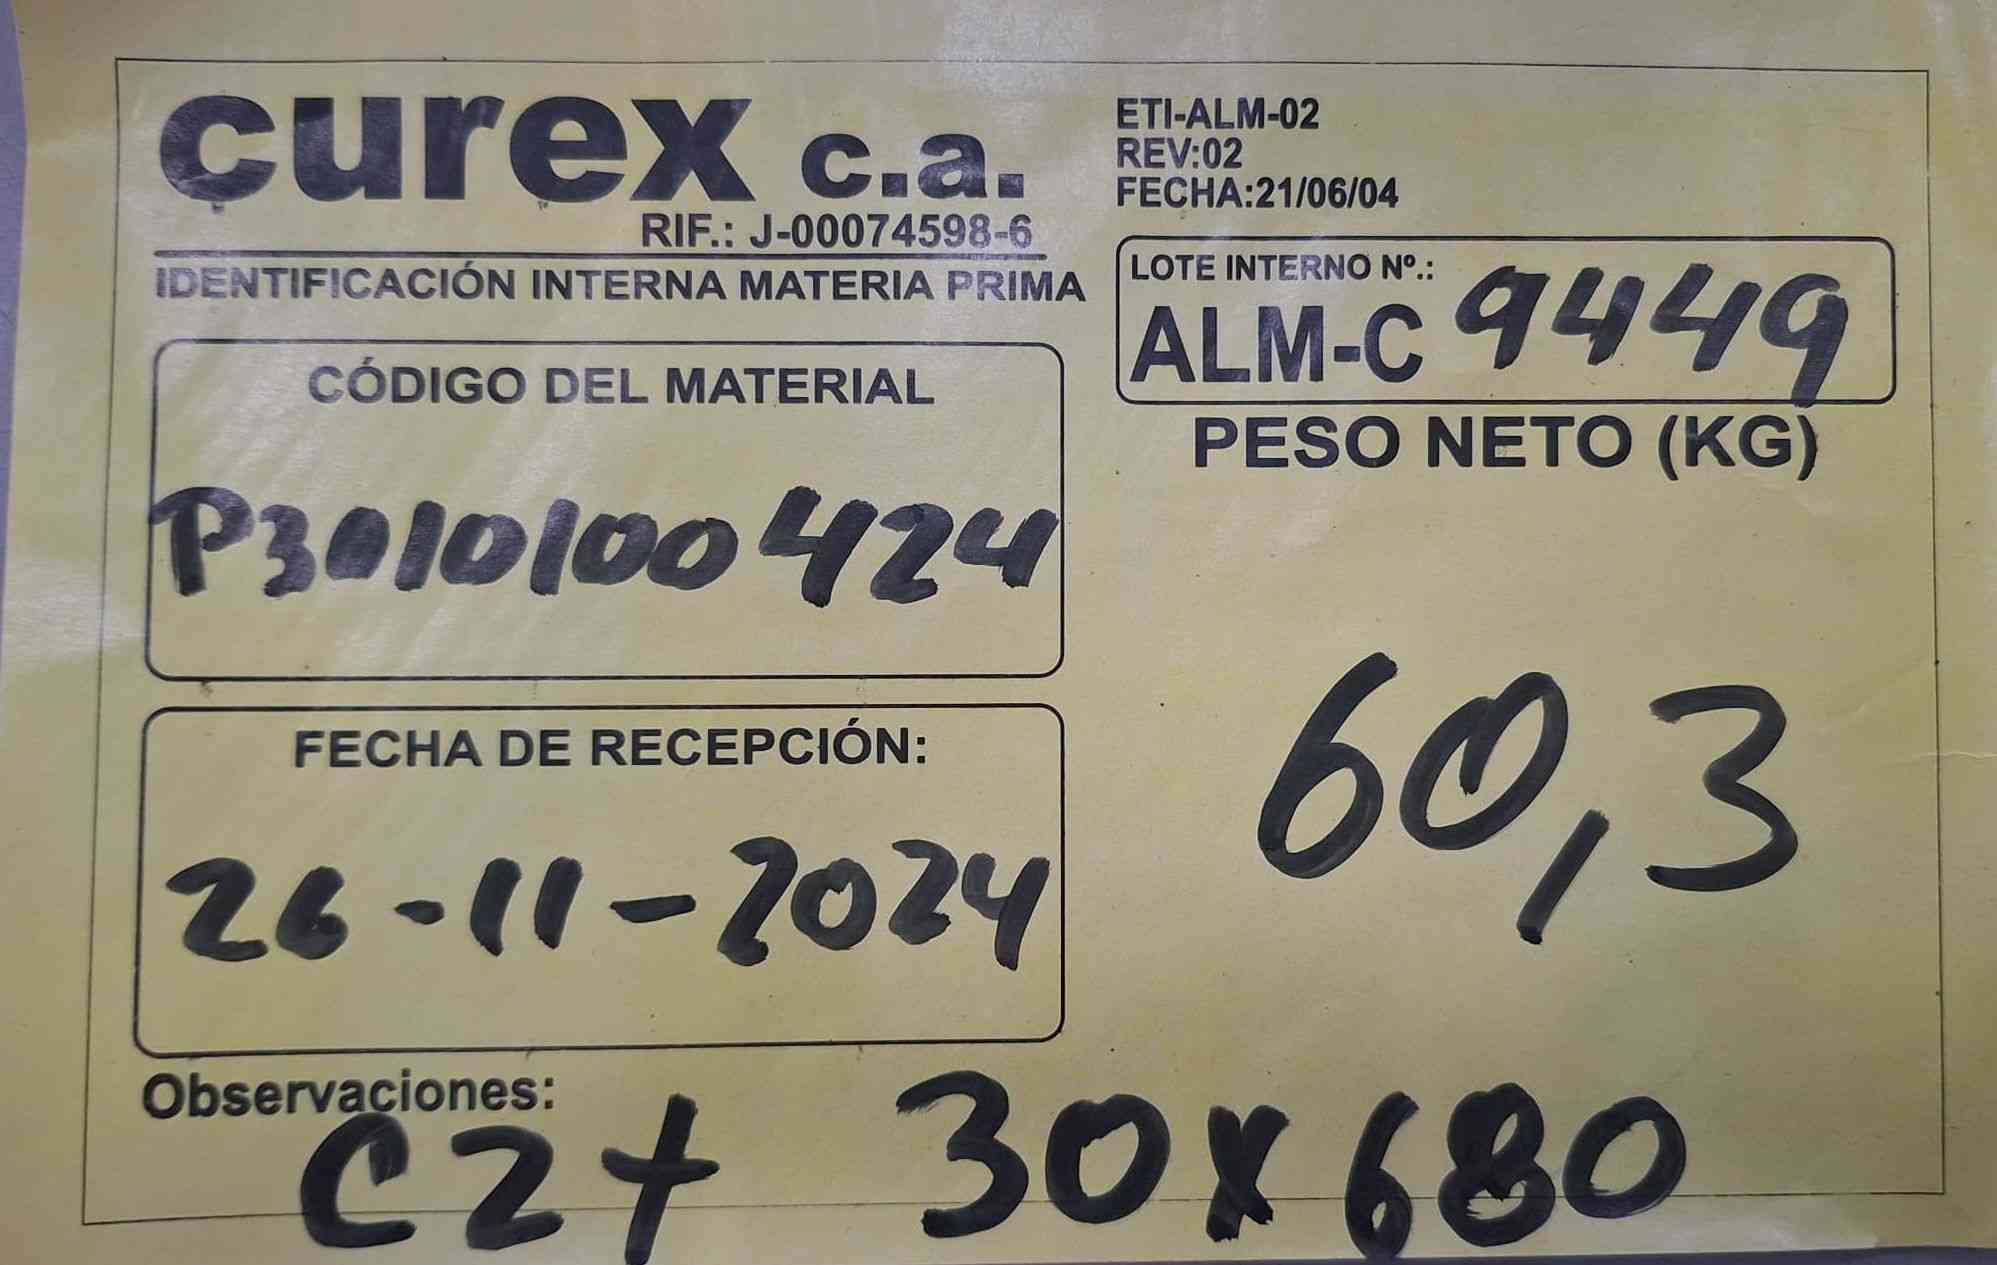 curex c.a.
RIF.: J-00074598-6
IDENTIFICACIÓN INTERNA MATERIA PRIMA
ETI-ALM-02
REV:02
FECHA:21/06/04
LOTE INTERNO Nº.:
ALM-C 9449
CÓDIGO DEL MATERIAL
P3010100424
PESO NETO (KG)
60,3
FECHA DE RECEPCIÓN:
26-11-2024
Observaciones:
C2+ 30x680